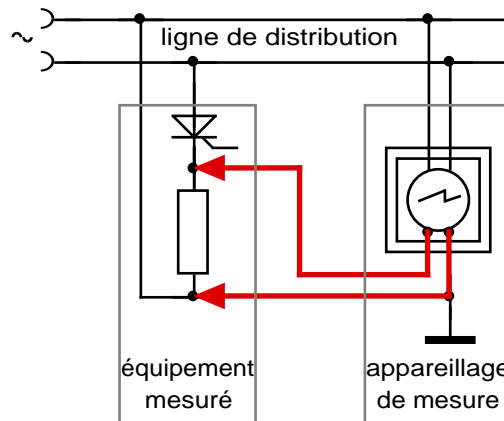 ligne de distribution
~
équipement
mesuré
appareillage
de mesure